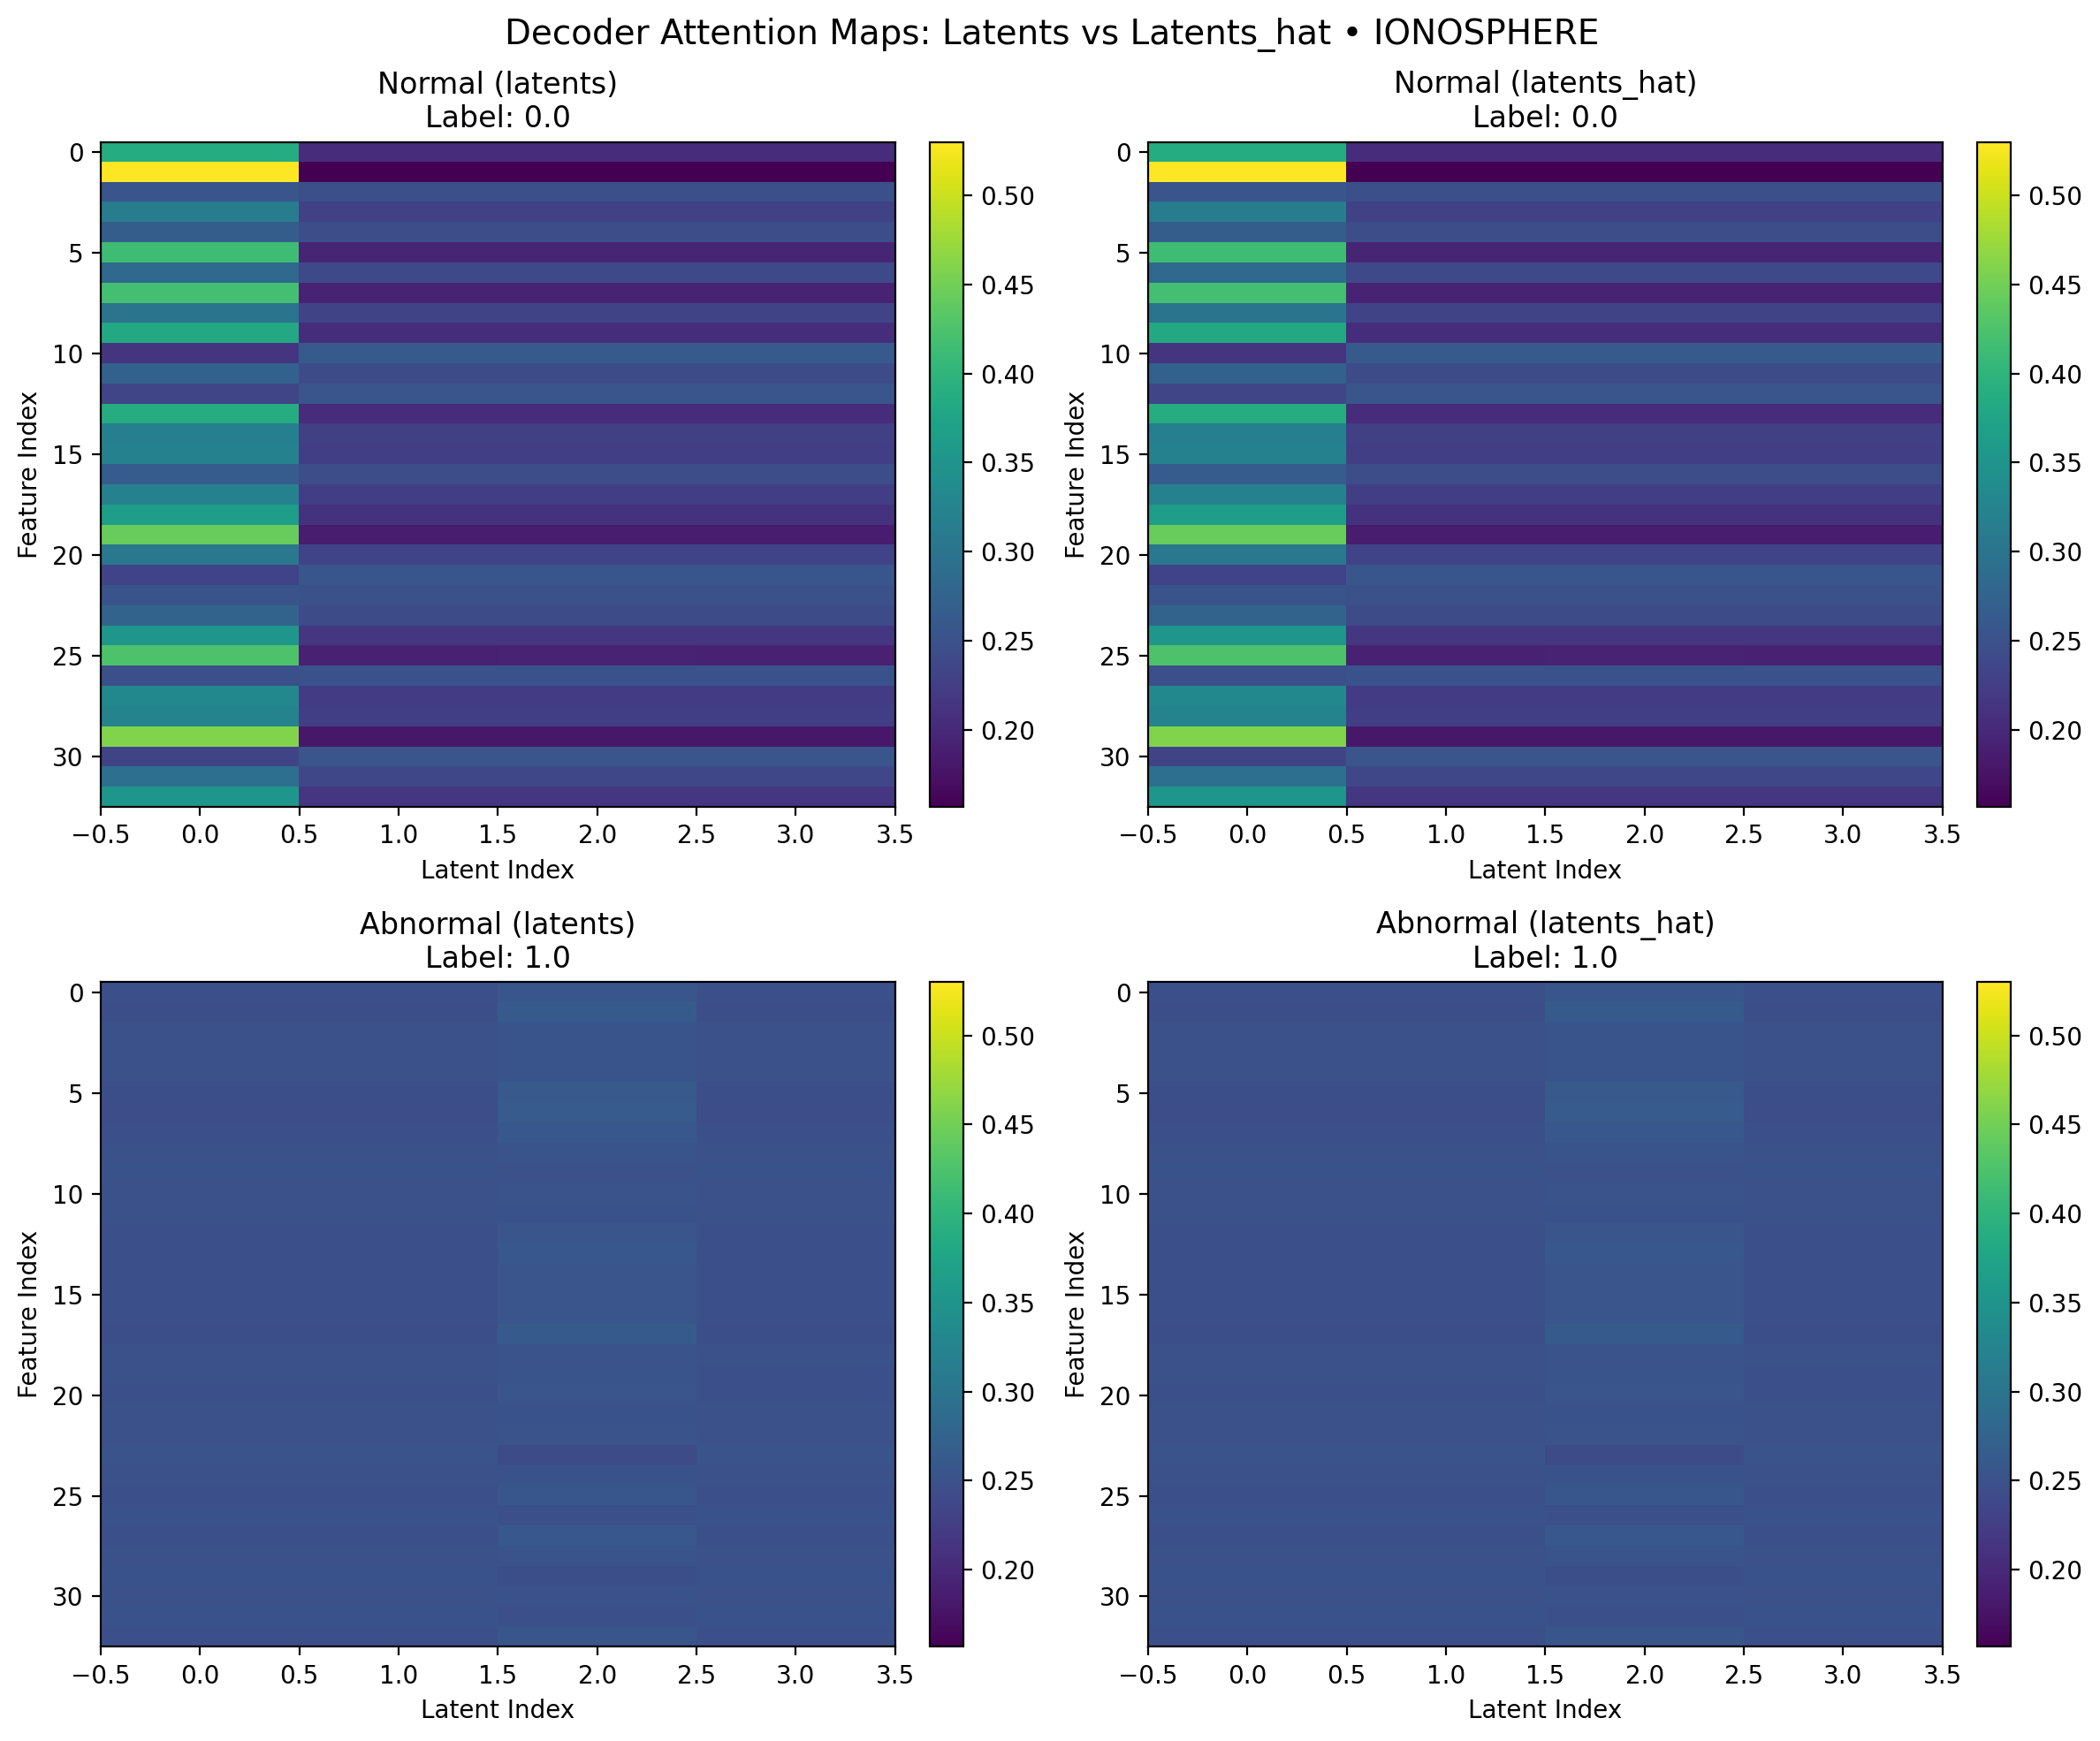 Decoder Attention Maps: Latents vs Latents_hat • IONOSPHERE
Normal (latents)
Label: 0.0
0
5
10
15
20
25
30
Feature Index
−0.5 0.0 0.5 1.0 1.5 2.0 2.5 3.0 3.5
Latent Index
0.50
0.45
0.40
0.35
0.30
0.25
0.20
Normal (latents_hat)
Label: 0.0
0
5
10
15
20
25
30
Feature Index
−0.5 0.0 0.5 1.0 1.5 2.0 2.5 3.0 3.5
Latent Index
0.50
0.45
0.40
0.35
0.30
0.25
0.20
Abnormal (latents)
Label: 1.0
0
5
10
15
20
25
30
Feature Index
−0.5 0.0 0.5 1.0 1.5 2.0 2.5 3.0 3.5
Latent Index
0.50
0.45
0.40
0.35
0.30
0.25
0.20
Abnormal (latents_hat)
Label: 1.0
0
5
10
15
20
25
30
Feature Index
−0.5 0.0 0.5 1.0 1.5 2.0 2.5 3.0 3.5
Latent Index
0.50
0.45
0.40
0.35
0.30
0.25
0.20